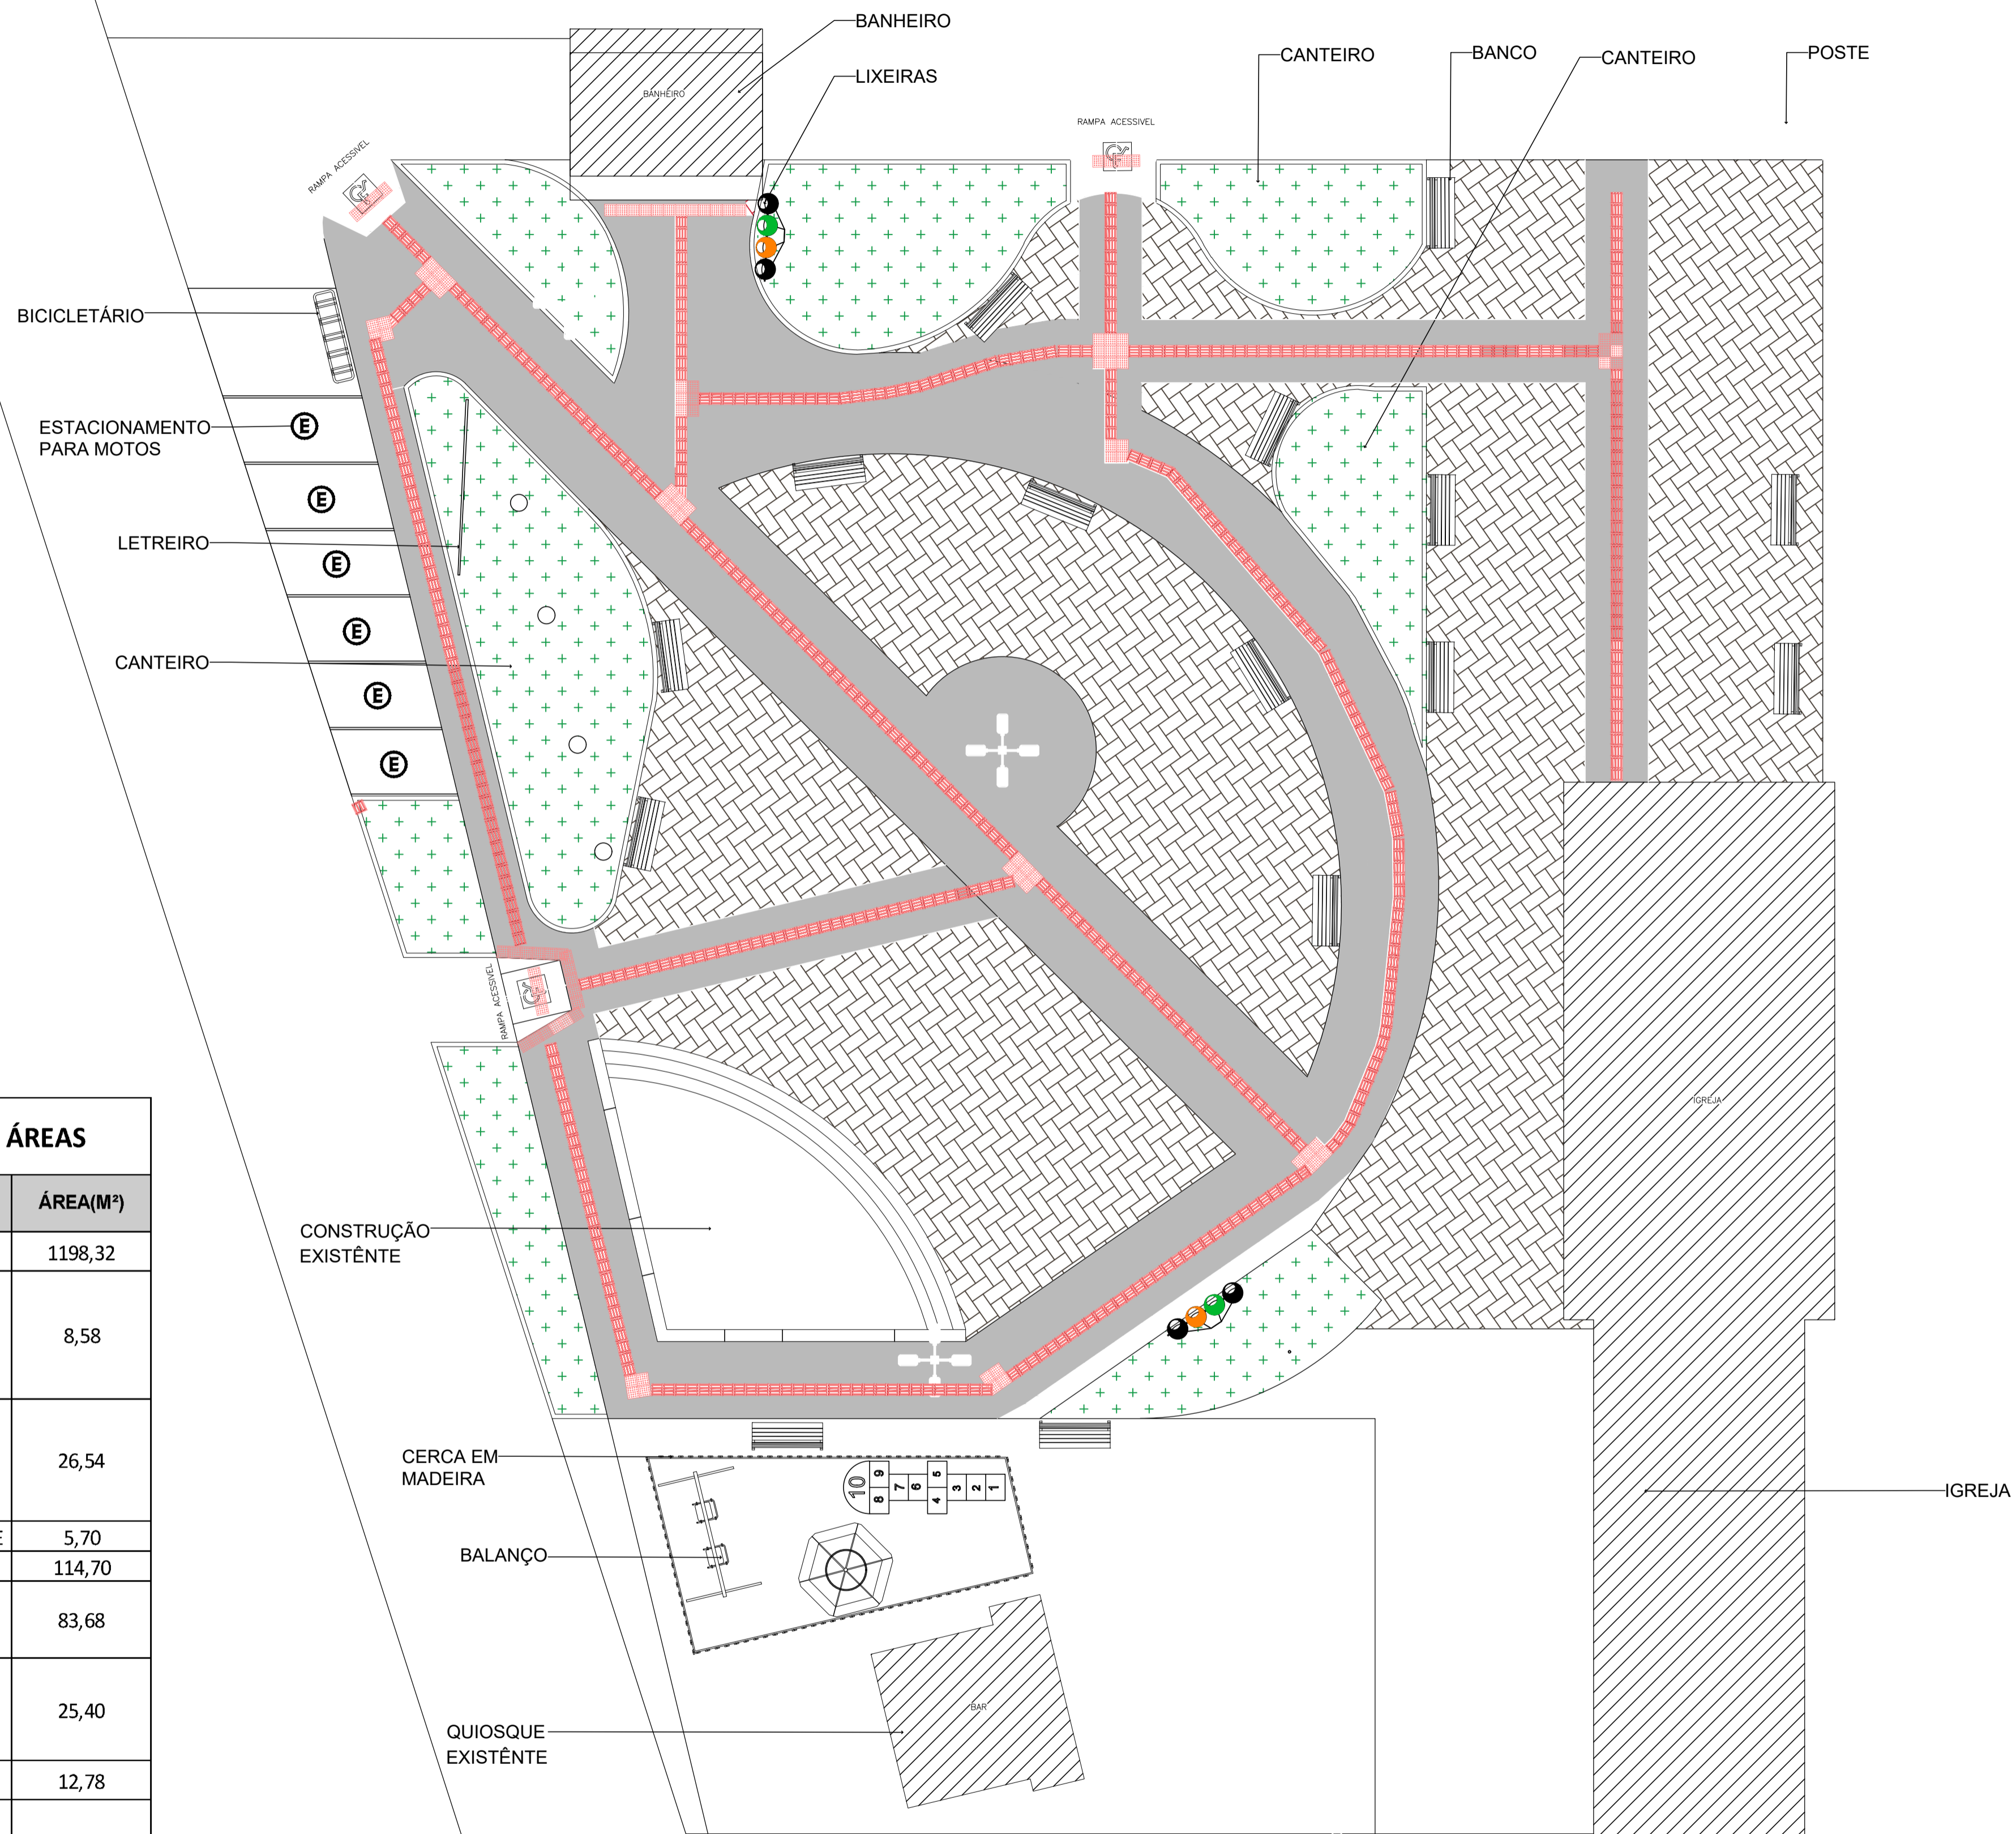 BANHEIRO
LIXEIRAS
CANTEIRO
BANCO
CANTEIRO
POSTE
BANHEIRO
RAMPA ACESSIVEL
RAMPA ACESSIVEL
BICICLETÁRIO
ESTACIONAMENTO
PARA MOTOS
E
E
LETREIRO
E
E
CANTEIRO
E
E
RAMPA ACESSIVEL
IGREJA
ÁREAS
ÁREA(M²)
1198,32
8,58
26,54
E
5,70
114,70
83,68
25,40
12,78
CONSTRUÇÃO
EXISTÊNTE
CERCA EM
MADEIRA
10
9
8
7
6
5
4
3
2
1
BALANÇO
IGREJA
BAR
QUIOSQUE
EXISTÊNTE